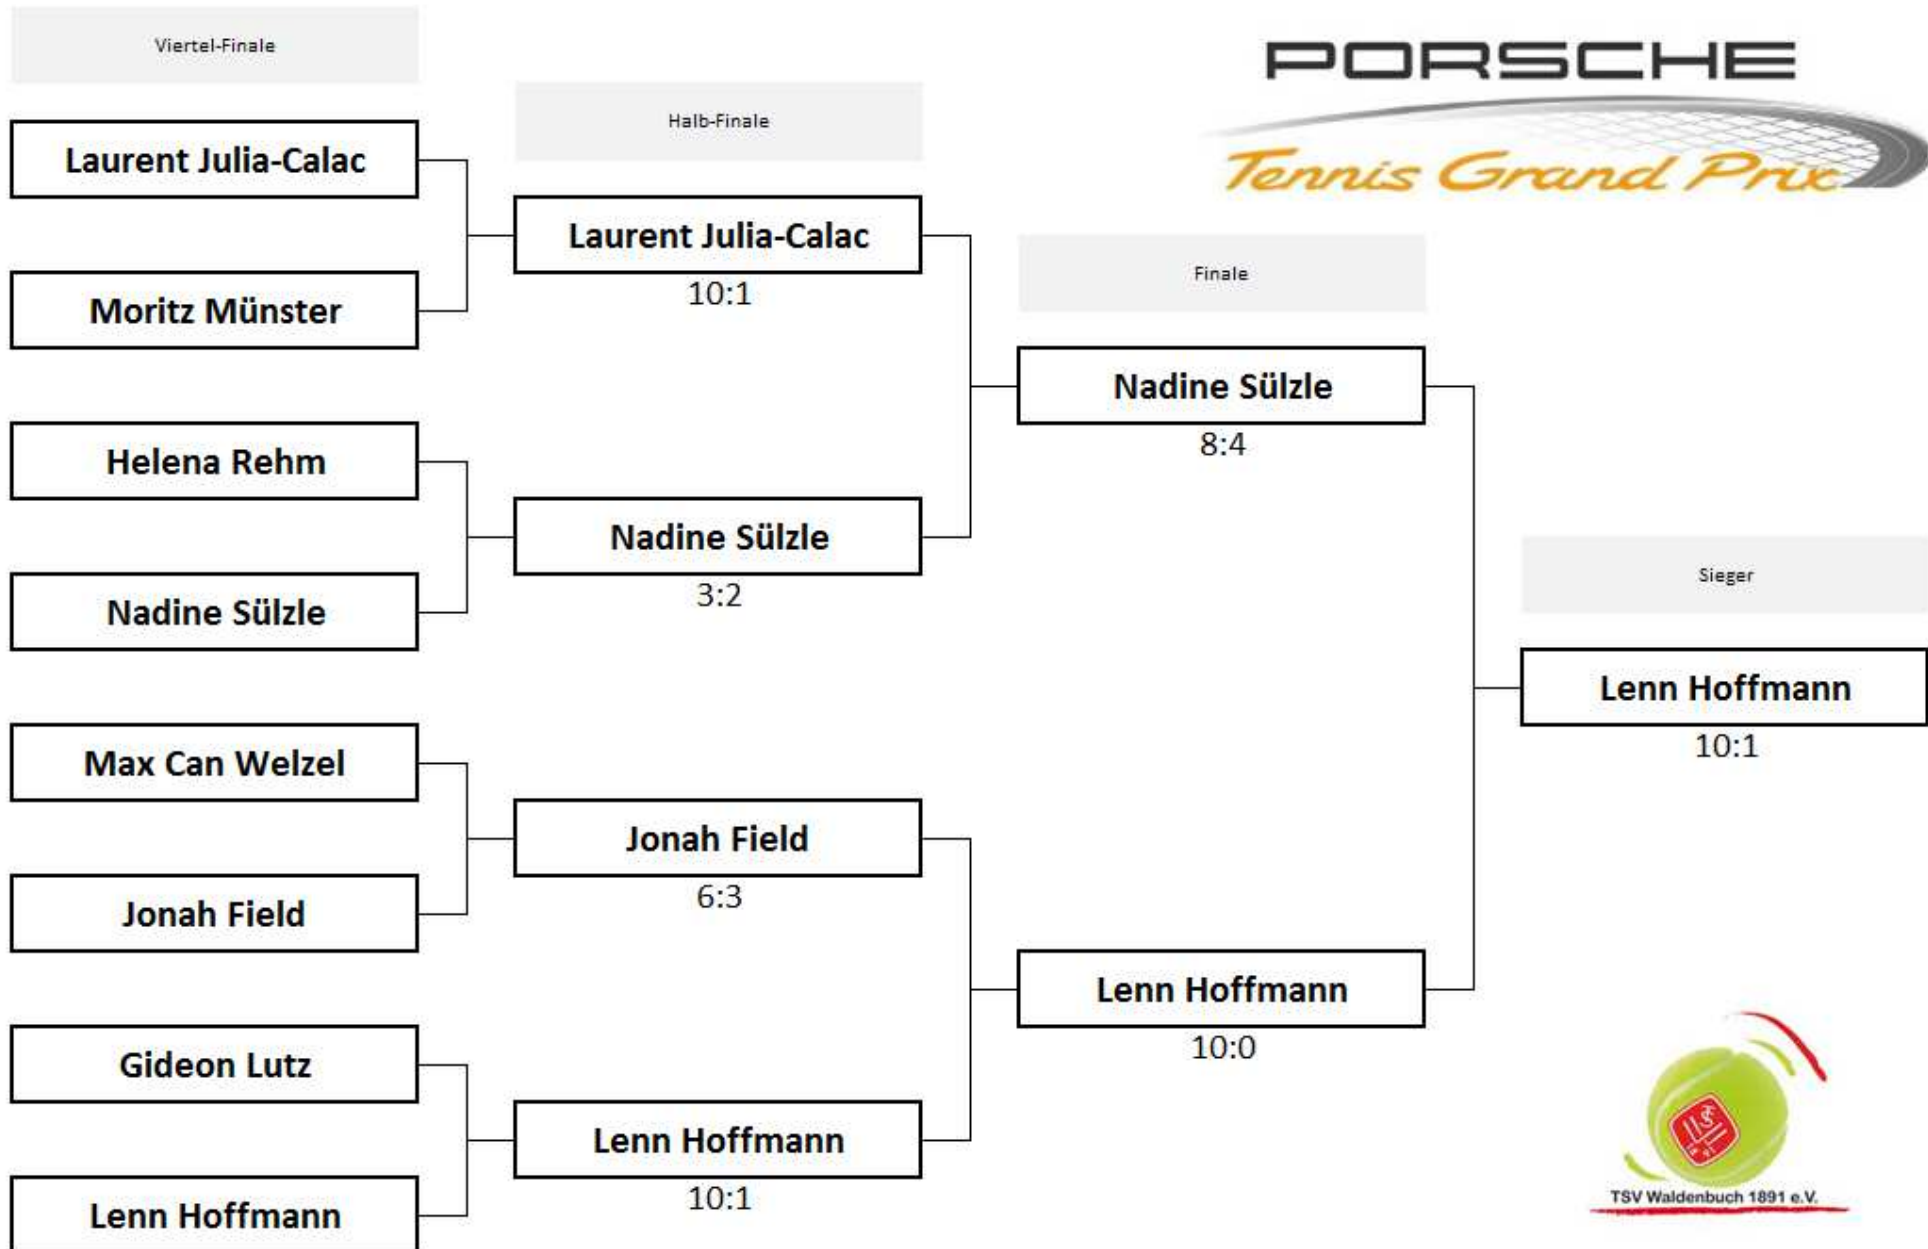 Viertel-Finale
Laurent Julia-Calac
Moritz Münster
Helena Rehm
Nadine Sülzle
Max Can Welzel
Jonah Field
Gideon Lutz
Lenn Hoffmann
Halb-Finale
Laurent Julia-Calac
10:1
Nadine Sülzle
3:2
Jonah Field
6:3
Lenn Hoffmann
10:1
PORSCHE
Tennis Grand Prix
Finale
Nadine Sülzle
8:4
Lenn Hoffmann
10:0
Sieger
Lenn Hoffmann
10:1
TSV Waldenbuch 1891 e.V.